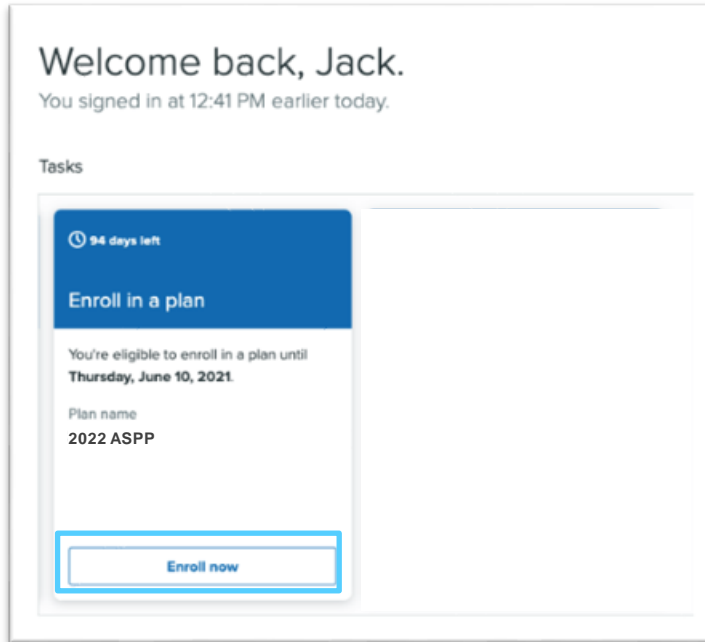 Welcome back, Jack.
You signed in at 12:41 PM earlier today.
Tasks
94 days left
Enroll in a plan
You're eligible to enroll in a plan until
Thursday, June 10, 2021.
Plan name
2022 ASPP
Enroll now